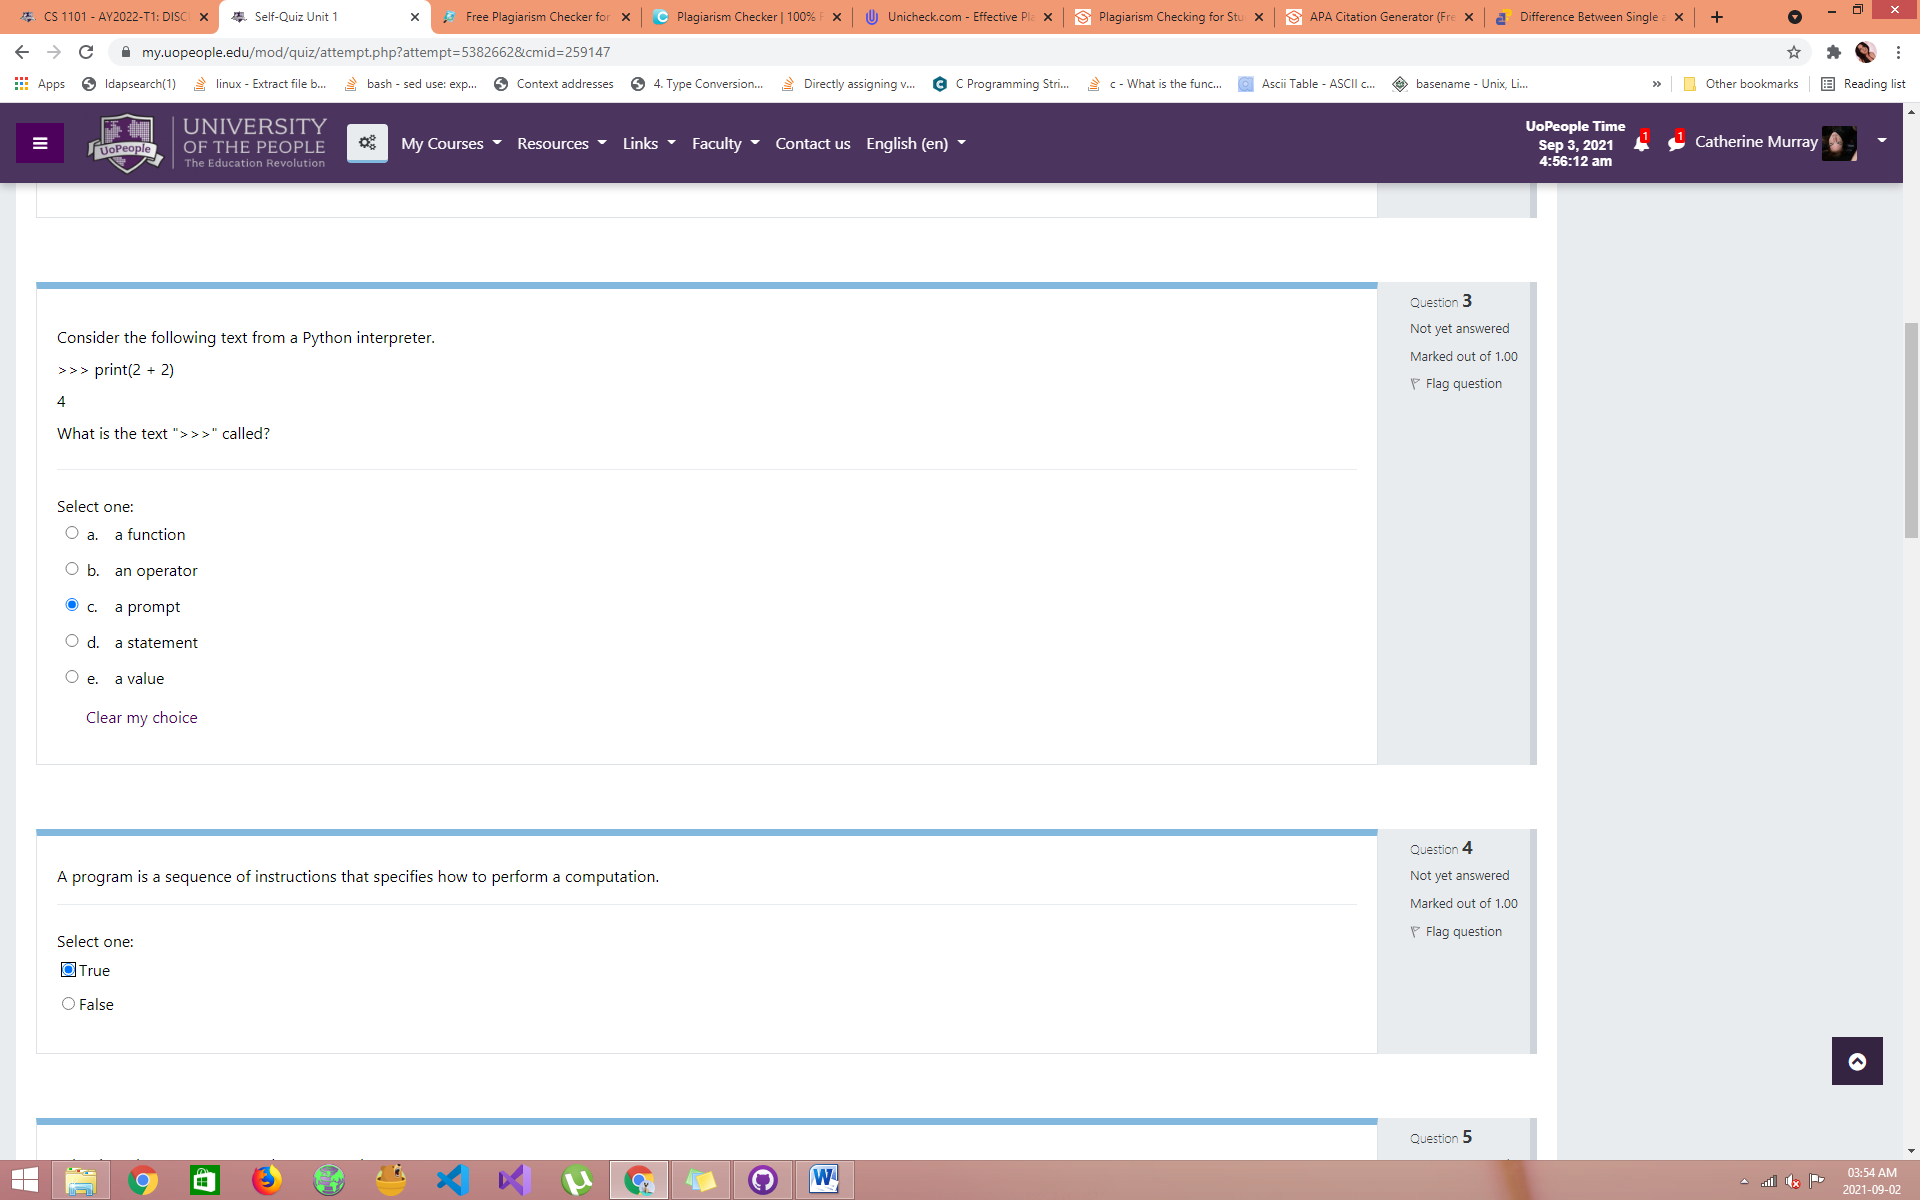 CS 1101 - AY2022-T1: DISC
Self-Quiz Unit 1
Free Plagiarism Checker for
Plagiarism Checker | 100% F
Unicheck.com - Effective Pla
Plagiarism Checking for Stu
APA Citation Generator (Fre
Difference Between Single a
my.uopeople.edu/mod/quiz/attempt.php?attempt=5382662&cmid=259147
Apps
ldapsearch(1)
linux - Extract file b...
bash - sed use: exp...
Context addresses
4. Type Conversion...
Directly assigning v...
C Programming Stri...
c - What is the func...
Ascii Table - ASCII c...
basename - Unix, Li...
»
Other bookmarks
Reading list
UoPeople
UNIVERSITY
OF THE PEOPLE
The Education Revolution
My Courses
Resources
Links
Faculty
Contact us
English (en)
UoPeople Time
Sep 3, 2021
4:56:12 am
1
1
Catherine Murray
Consider the following text from a Python interpreter.
>>> print(2 + 2)
4
What is the text ">>>" called?
Select one:
a. a function
b. an operator
c. a prompt
d. a statement
e. a value
Clear my choice
Question 3
Not yet answered
Marked out of 1.00
Flag question
A program is a sequence of instructions that specifies how to perform a computation.
Select one:
True
False
Question 4
Not yet answered
Marked out of 1.00
Flag question
Question 5
03:54 AM
2021-09-02